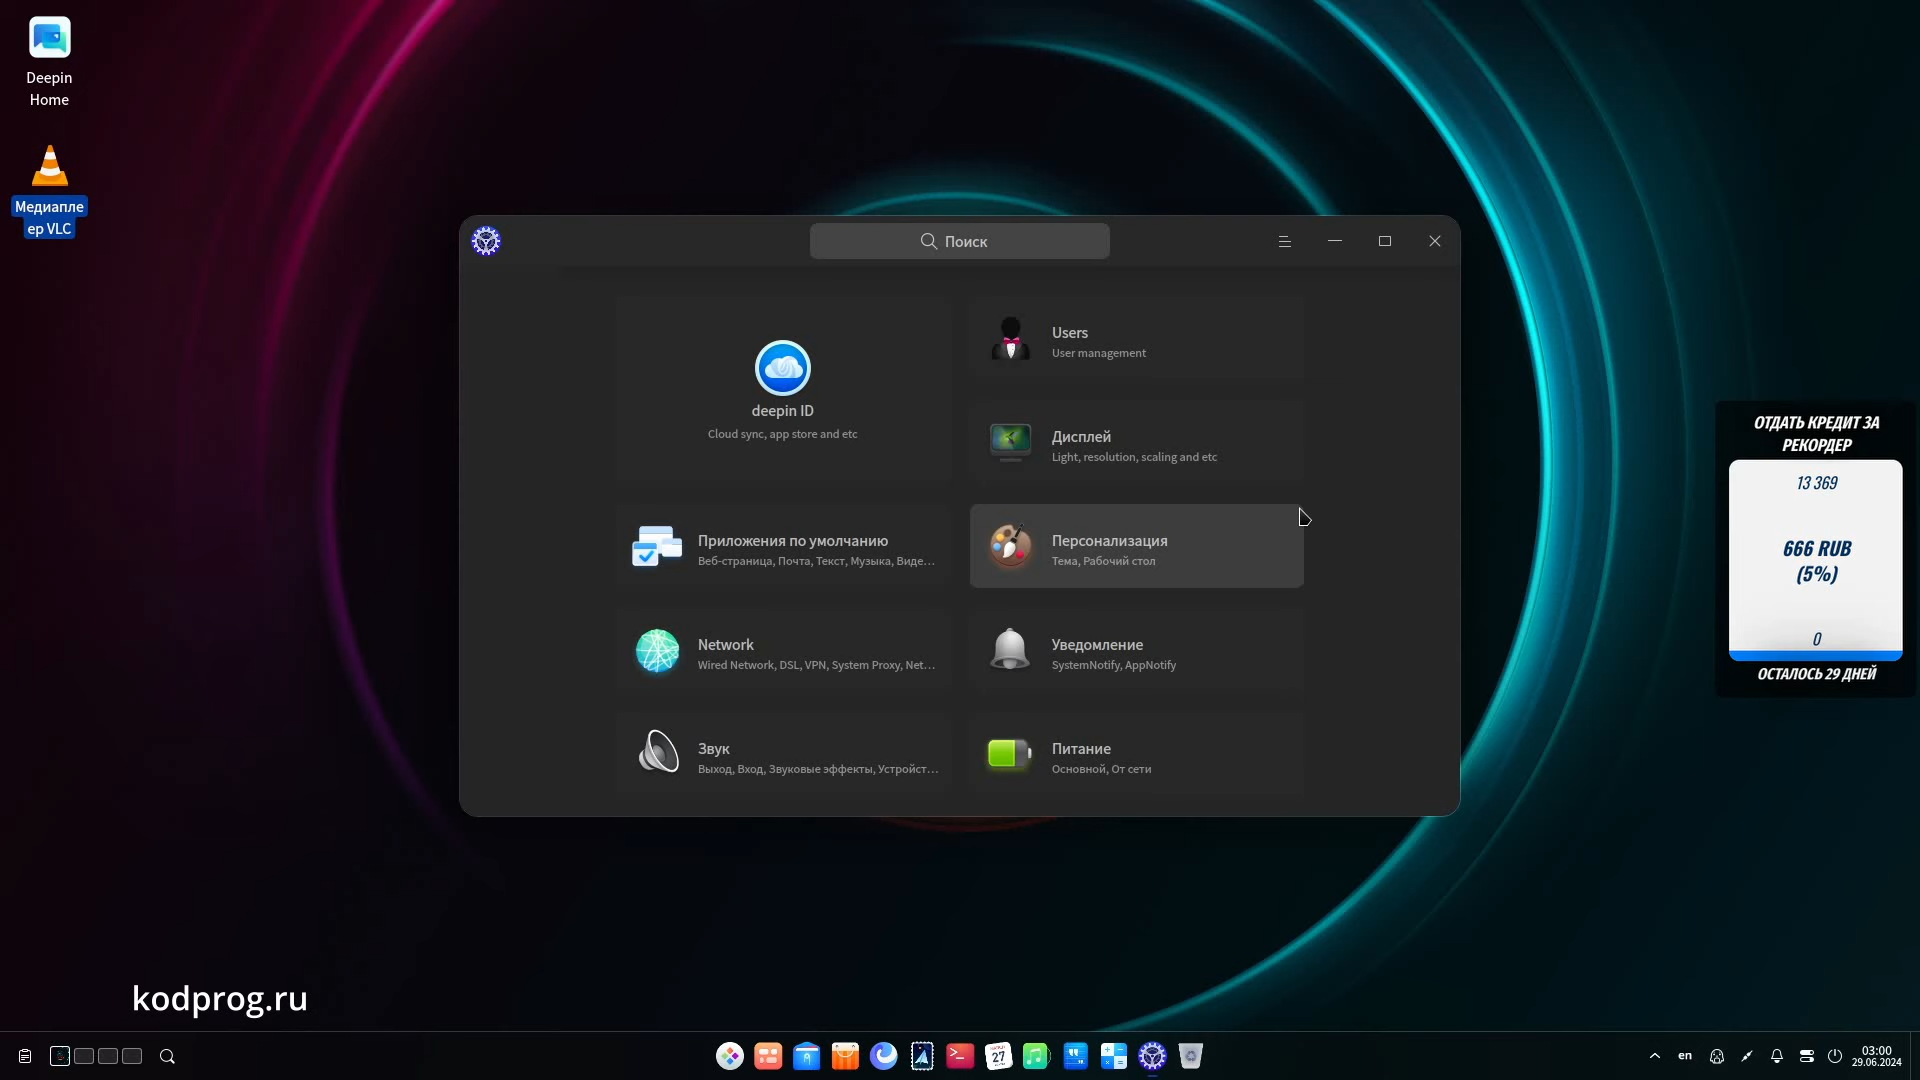 Deepin
Home
Медиапле
ер VLC
Поиск
deepin ID
Cloud sync, app store and etc
Users
User management
Дисплей
Light, resolution, scaling and etc
Приложения по умолчанию
Веб-страница, Почта, Текст, Музыка, Виде...
Персонализация
Тема, Рабочий стол
Network
Wired Network, DSL, VPN, System Proxy, Net...
Уведомление
SystemNotify, AppNotify
Звук
Выход, Вход, Звуковые эффекты, Устройст...
Питание
Основной, От сети
ОТДАТЬ КРЕДИТ ЗА
РЕКОРДЕР
13 369
666 RUB
(5%)
0
ОСТАЛОСЬ 29 ДНЕЙ
kodprog.ru
27
en
03:00
29.06.2024